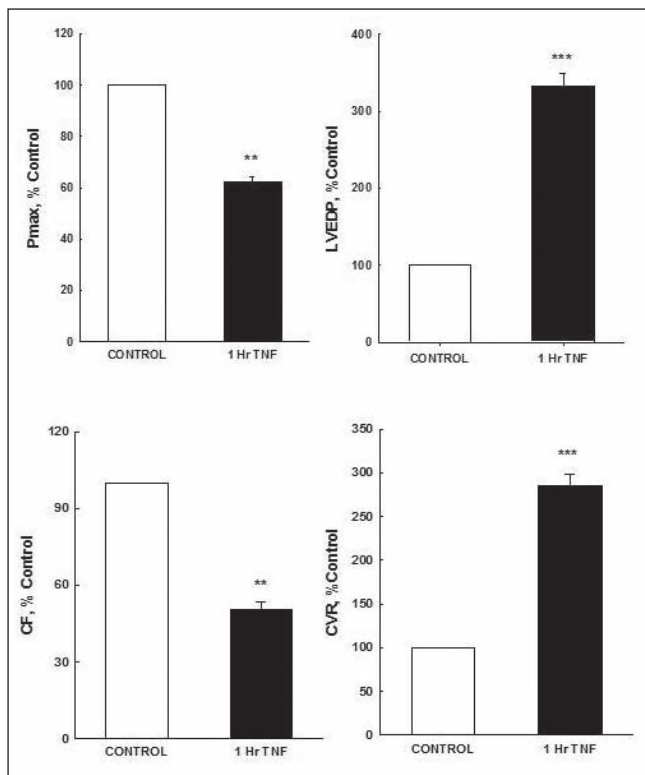 Pmax, % Control
120
100
80
60
40
20
0
**
CONTROL
1 Hr TNF
LVEDP, %Control
400
300
200
100
0
***
CONTROL
1 Hr TNF
CF, % Control
120
90
60
30
0
**
CONTROL
1 Hr TNF
CVR, %Control
350
300
250
200
150
100
50
0
***
CONTROL
1 Hr TNF